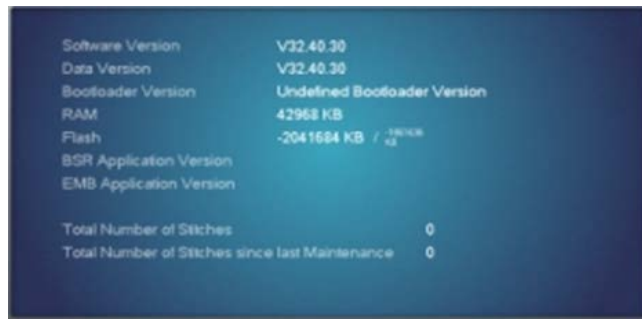 Software Version V32.40.30
Data Version V32.40.30
Bootloader Version Undefined Bootloader Version
RAM 42968 KB
Flash -2041684 KB / KB
BSR Application Version
EMB Application Version
Total Number of Stitches 0
Total Number of Stitches since last Maintenance 0